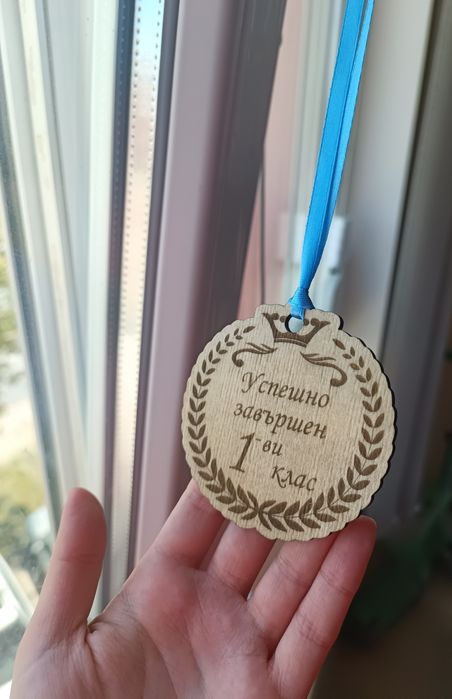 Успешно
завършен
1-ви
клас